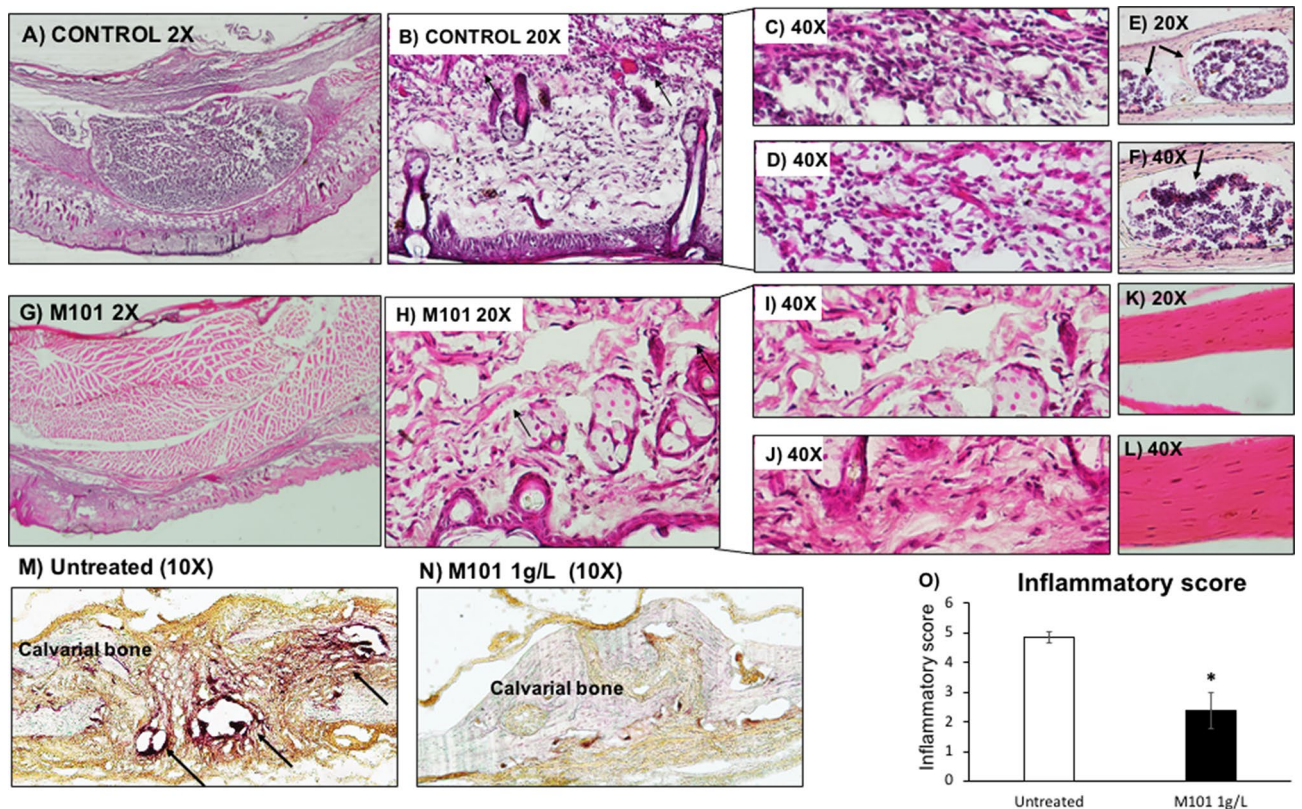 A) CONTROL 2X
B) CONTROL 20X
C) 40X
E) 20X
D) 40X
F) 40X
G) M101 2X
H) M101 20X
I) 40X
K) 20X
J) 40X
L) 40X
M) Untreated (10X)
Calvarial bone
N) M101 1g/L (10X)
Calvarial bone
O)
Inflammatory score
Inflammatory score
6
5
4
3
2
1
0
*
Untreated
M101 1g/L